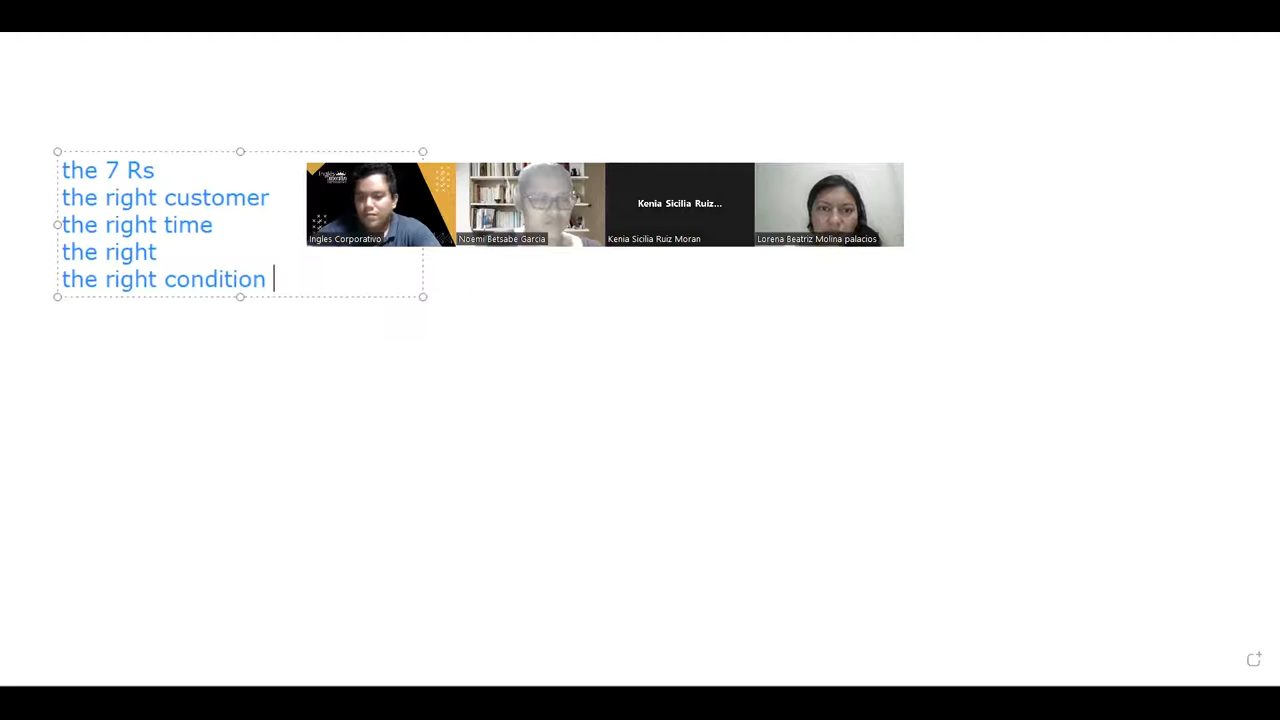 the 7 Rs
the right customer
the right time
the right
the right condition
Ingles Corporativo
Noemi Betsabe Garcia
Kenia Sicilia Ruiz...
Kenia Sicilia Ruiz Moran
Lorena Beatriz Molina palacios